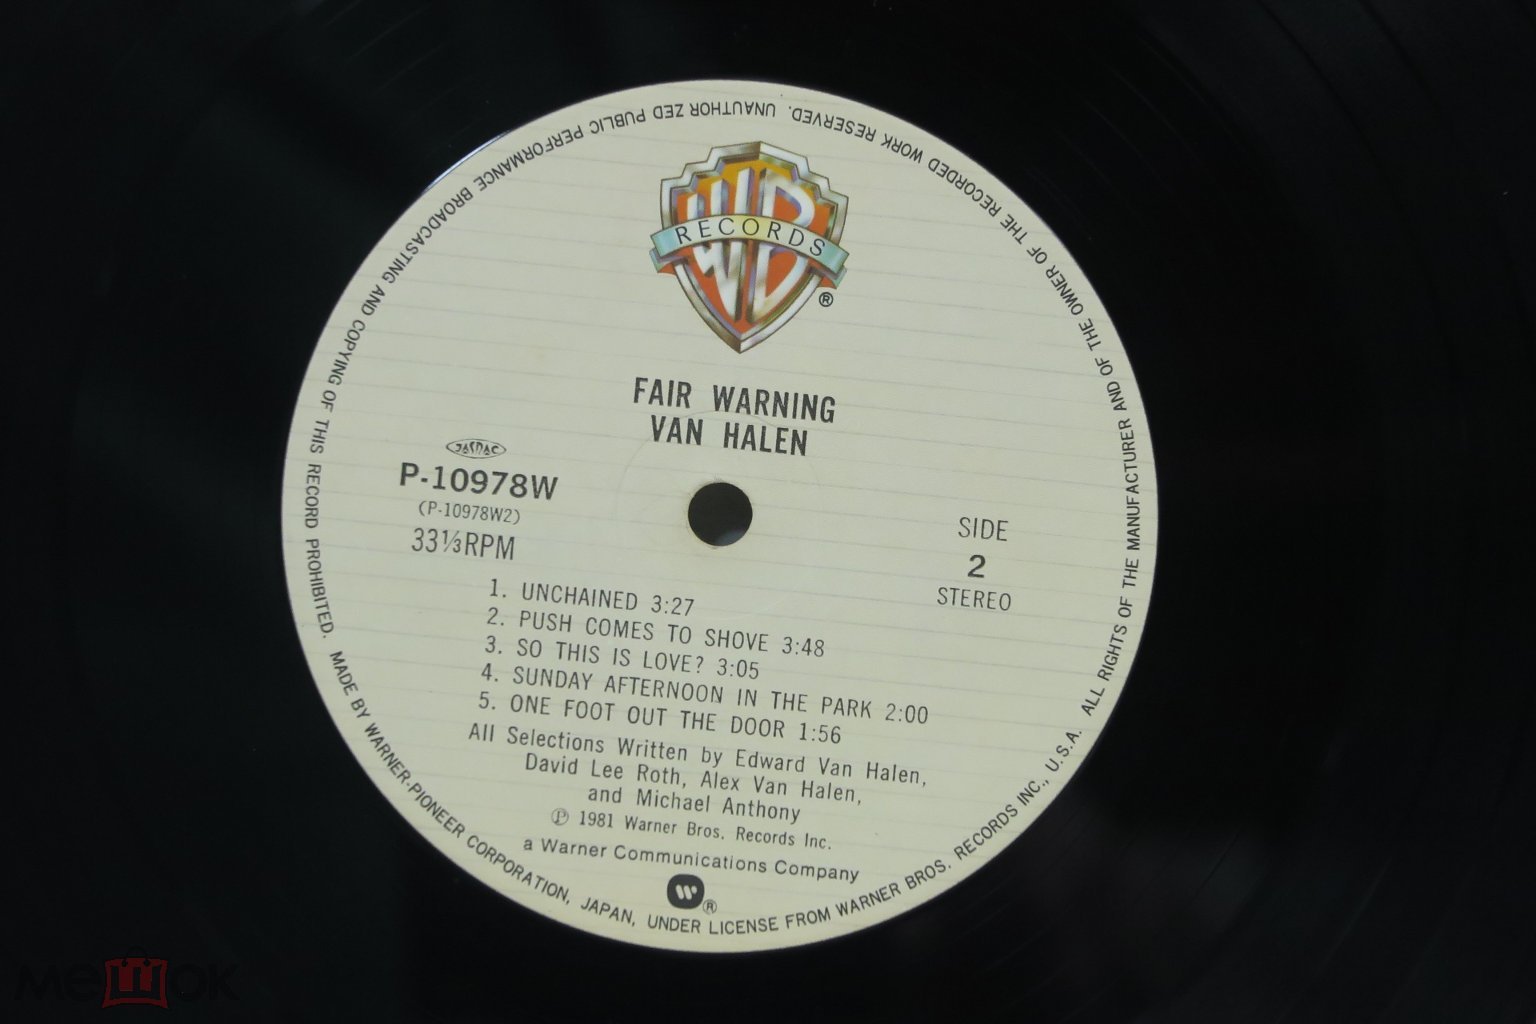 WB
RECORDS
®
FAIR WARNING
VAN HALEN
JASRAC
P-10978W
(P-10978W2)
33⅓RPM
SIDE
2
STEREO
1. UNCHAINED 3:27
2. PUSH COMES TO SHOVE 3:48
3. SO THIS IS LOVE? 3:05
4. SUNDAY AFTERNOON IN THE PARK 2:00
5. ONE FOOT OUT THE DOOR 1:56
All Selections Written by Edward Van Halen,
David Lee Roth, Alex Van Halen,
and Michael Anthony
℗ 1981 Warner Bros. Records Inc.
a Warner Communications Company
W®
MADE BY WARNER-PIONEER CORPORATION, JAPAN, UNDER LICENSE FROM WARNER BROS. RECORDS INC., U.S.A. ALL RIGHTS OF THE MANUFACTURER AND OF THE OWNER OF THE RECORDED WORK RESERVED. UNAUTHOR ZED PUBLIC PERFORMANCE BROADCASTING AND COPYING OF THIS RECORD PROHIBITED.
мешок